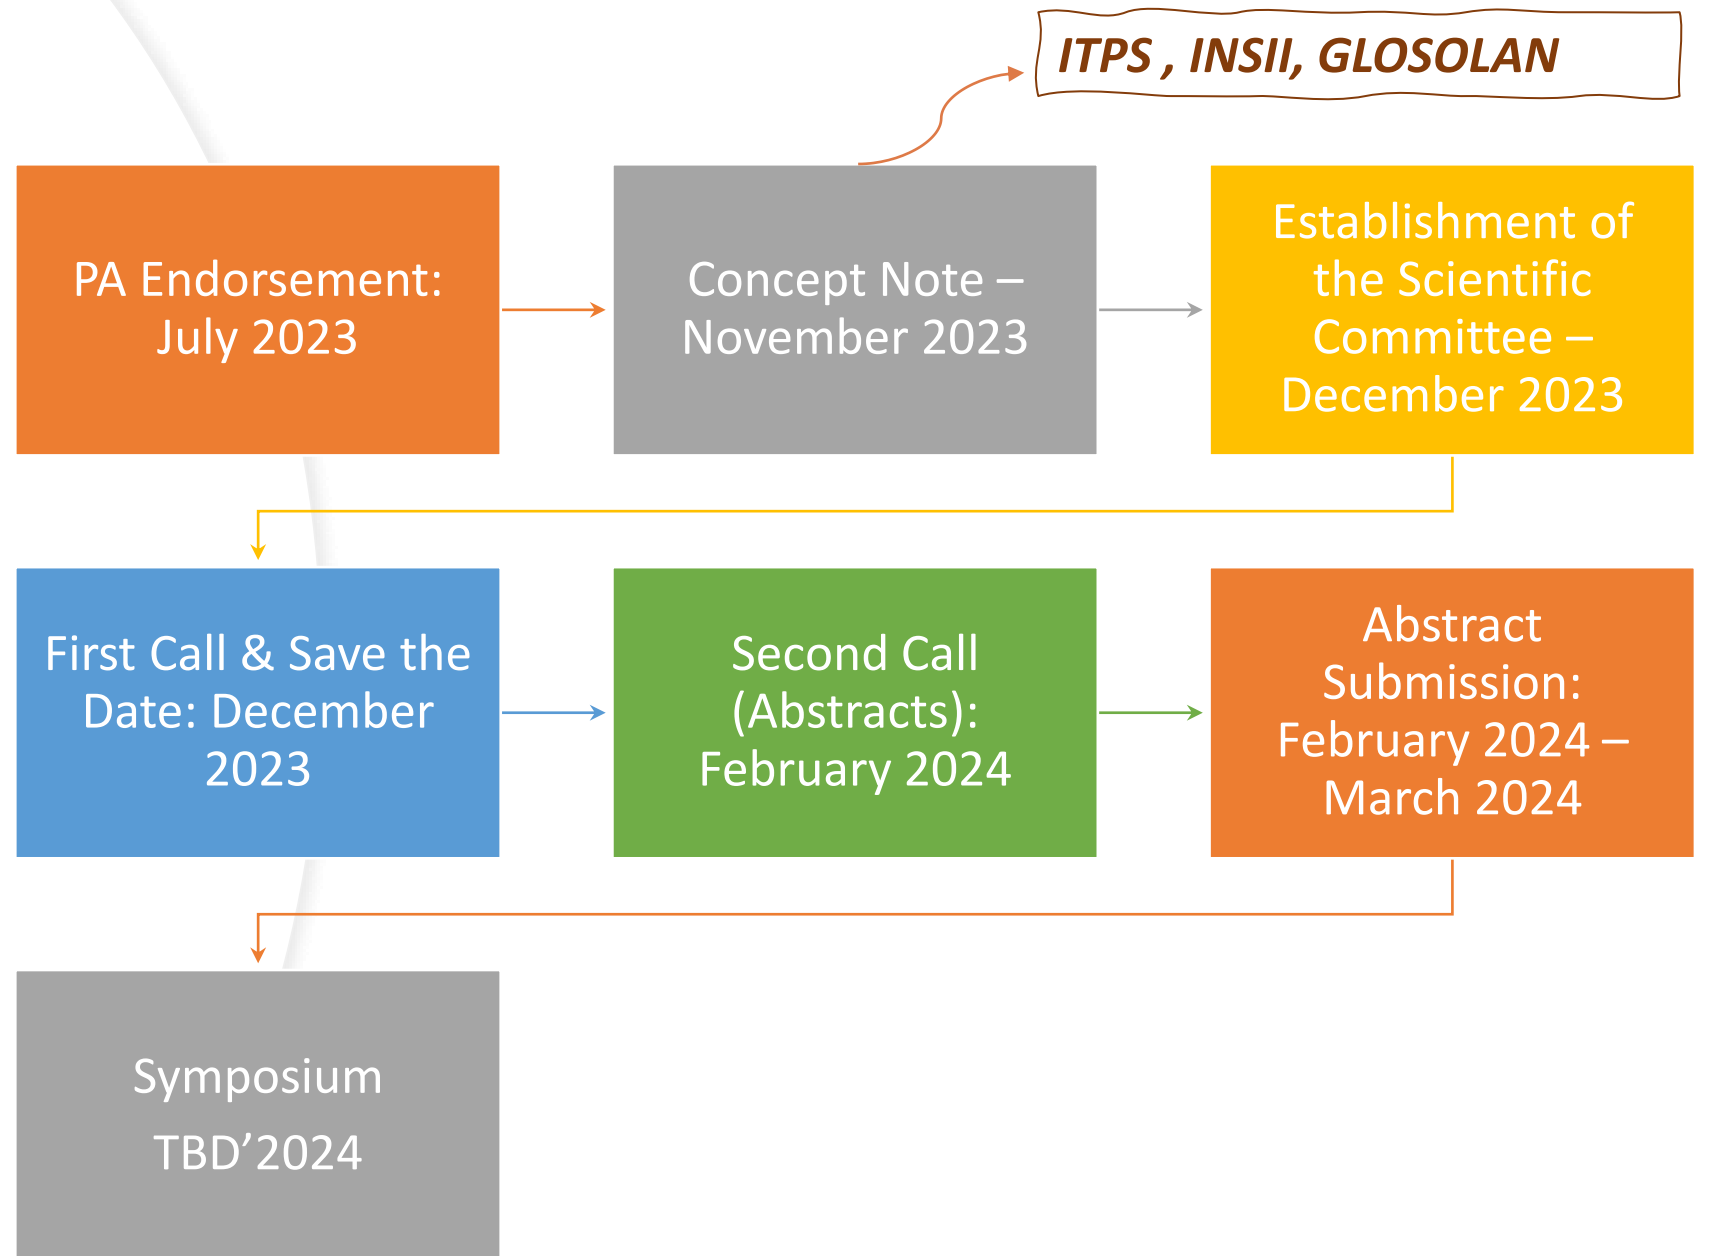 ITPS , INSII, GLOSOLAN
PA Endorsement:
July 2023
Concept Note –
November 2023
Establishment of
the Scientific
Committee –
December 2023
First Call & Save the
Date: December
2023
Second Call
(Abstracts):
February 2024
Abstract
Submission:
February 2024 –
March 2024
Symposium
TBD’2024